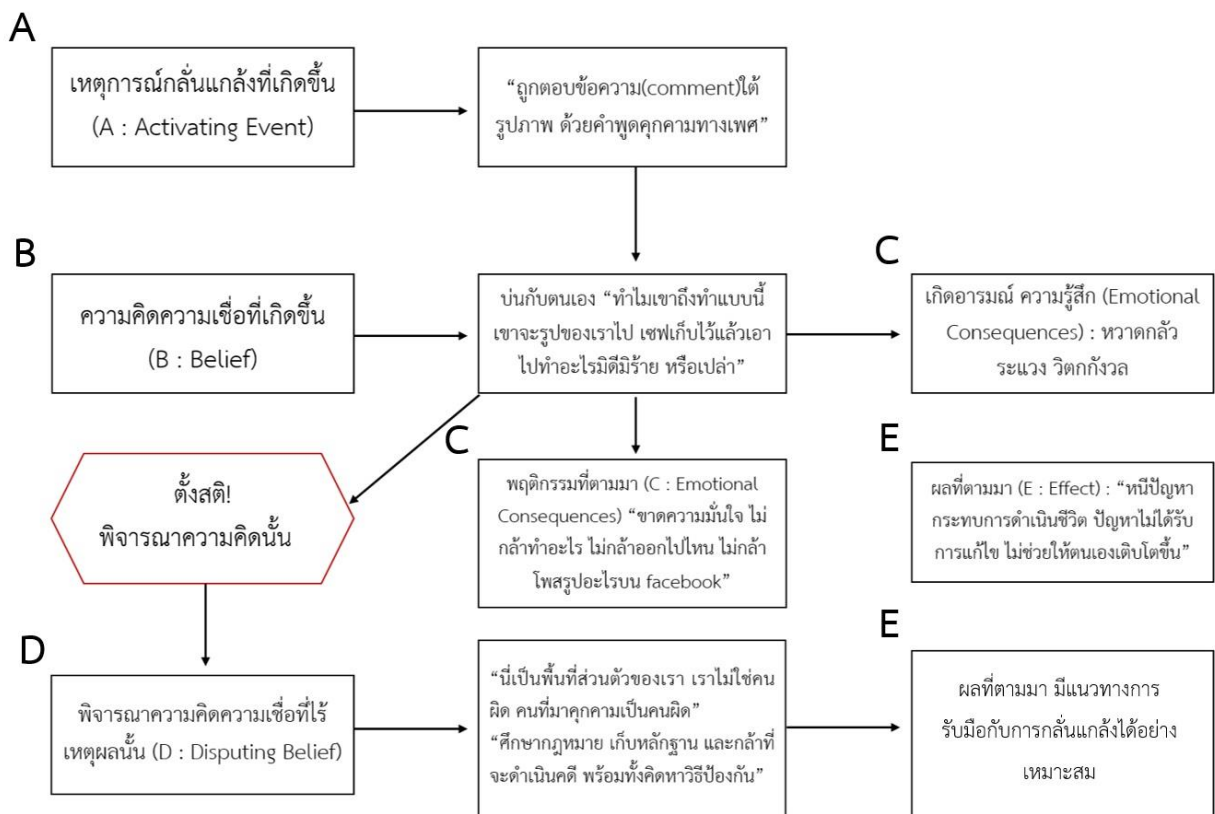 A
เหตุการณ์กลั่นแกล้งที่เกิดขึ้น
(A : Activating Event)
“ถูกตอบข้อความ(comment)ใต้
รูปภาพ ด้วยคำพูดคุกคามทางเพศ”
B
ความคิดความเชื่อที่เกิดขึ้น
(B : Belief)
บ่นกับตนเอง “ทำไมเขาถึงทำแบบนี้
เขาจะรูปของเราไป เซฟเก็บไว้แล้วเอา
ไปทำอะไรมิดีมิร้าย หรือเปล่า”
C
เกิดอารมณ์ ความรู้สึก (Emotional
Consequences) : หวาดกลัว
ระแวง วิตกกังวล
ตั้งสติ!
พิจารณาความคิดนั้น
C
พฤติกรรมที่ตามมา (C : Emotional
Consequences) “ขาดความมั่นใจ ไม่
กล้าทำอะไร ไม่กล้าออกไปไหน ไม่กล้า
โพสรูปอะไรบน facebook”
E
ผลที่ตามมา (E : Effect) : “หนีปัญหา
กระทบการดำเนินชีวิต ปัญหาไม่ได้รับ
การแก้ไข ไม่ช่วยให้ตนเองเติบโตขึ้น”
D
พิจารณาความคิดความเชื่อที่ไร้
เหตุผลนั้น (D : Disputing Belief)
“นี่เป็นพื้นที่ส่วนตัวของเรา เราไม่ใช่คน
ผิด คนที่มาคุกคามเป็นคนผิด”
“ศึกษากฎหมาย เก็บหลักฐาน และกล้าที่
จะดำเนินคดี พร้อมทั้งคิดหาวิธีป้องกัน”
E
ผลที่ตามมา มีแนวทางการ
รับมือกับการกลั่นแกล้งได้อย่าง
เหมาะสม